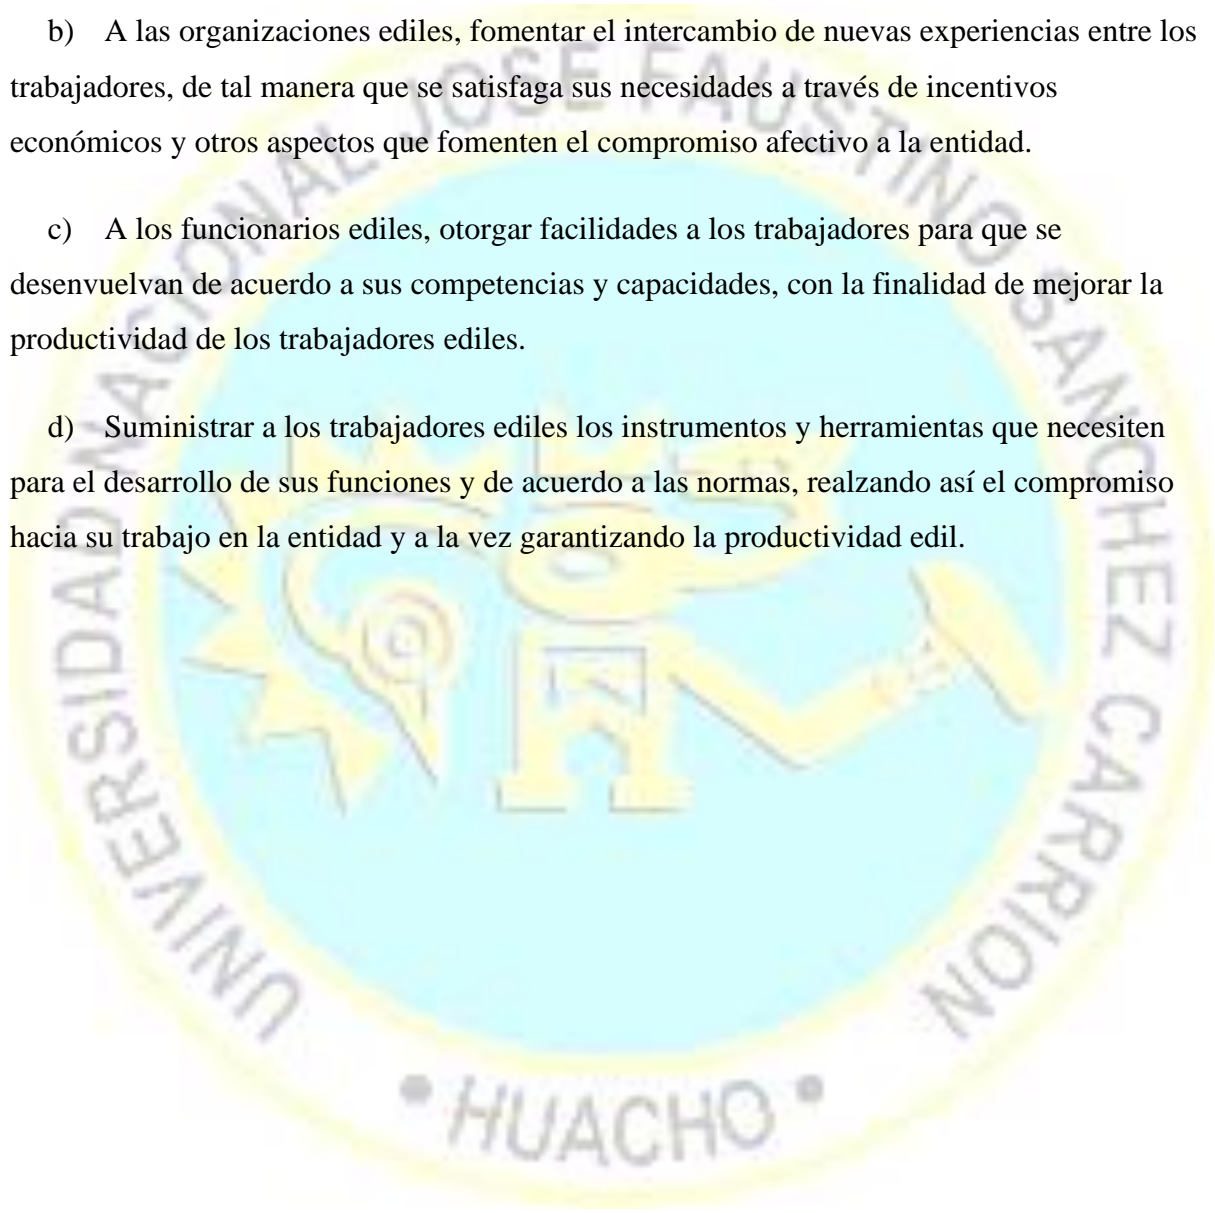 b) A las organizaciones ediles, fomentar el intercambio de nuevas experiencias entre los
trabajadores, de tal manera que se satisfaga sus necesidades a través de incentivos
económicos y otros aspectos que fomenten el compromiso afectivo a la entidad.
c) A los funcionarios ediles, otorgar facilidades a los trabajadores para que se
desenvuelvan de acuerdo a sus competencias y capacidades, con la finalidad de mejorar la
productividad de los trabajadores ediles.
d) Suministrar a los trabajadores ediles los instrumentos y herramientas que necesiten
para el desarrollo de sus funciones y de acuerdo a las normas, realzando así el compromiso
hacia su trabajo en la entidad y a la vez garantizando la productividad edil.
UNIVERSIDAD NACIONAL JOSE FAUSTINO SANCHEZ CARRION
• HUACHO •